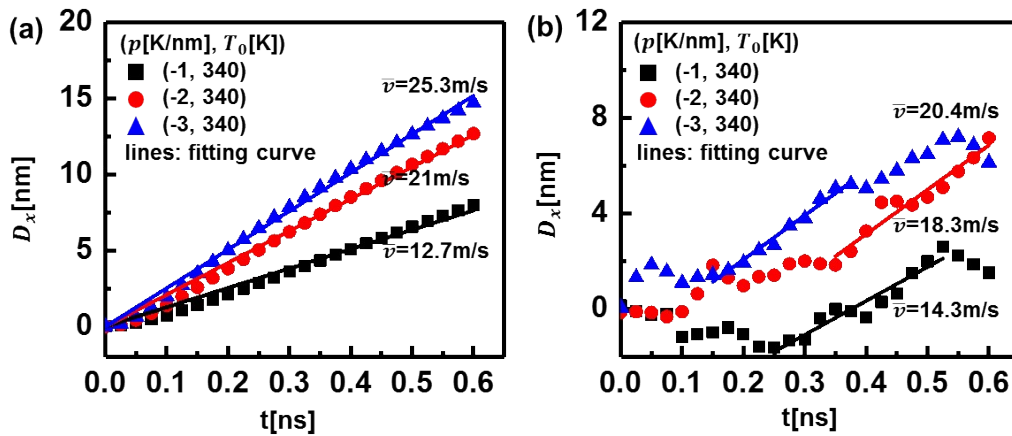 (a)
(p[K/nm], T₀[K])
(-1, 340)
(-2, 340)
(-3, 340)
lines: fitting curve
v̅=25.3m/s
v̅=21m/s
v̅=12.7m/s
20
15
10
5
0
Dₓ[nm]
0.0 0.1 0.2 0.3 0.4 0.5 0.6
t[ns]
(b)
(p[K/nm], T₀[K])
(-1, 340)
(-2, 340)
(-3, 340)
lines: fitting curve
v̅=20.4m/s
v̅=18.3m/s
v̅=14.3m/s
12
8
4
0
Dₓ[nm]
0.0 0.1 0.2 0.3 0.4 0.5 0.6
t[ns]